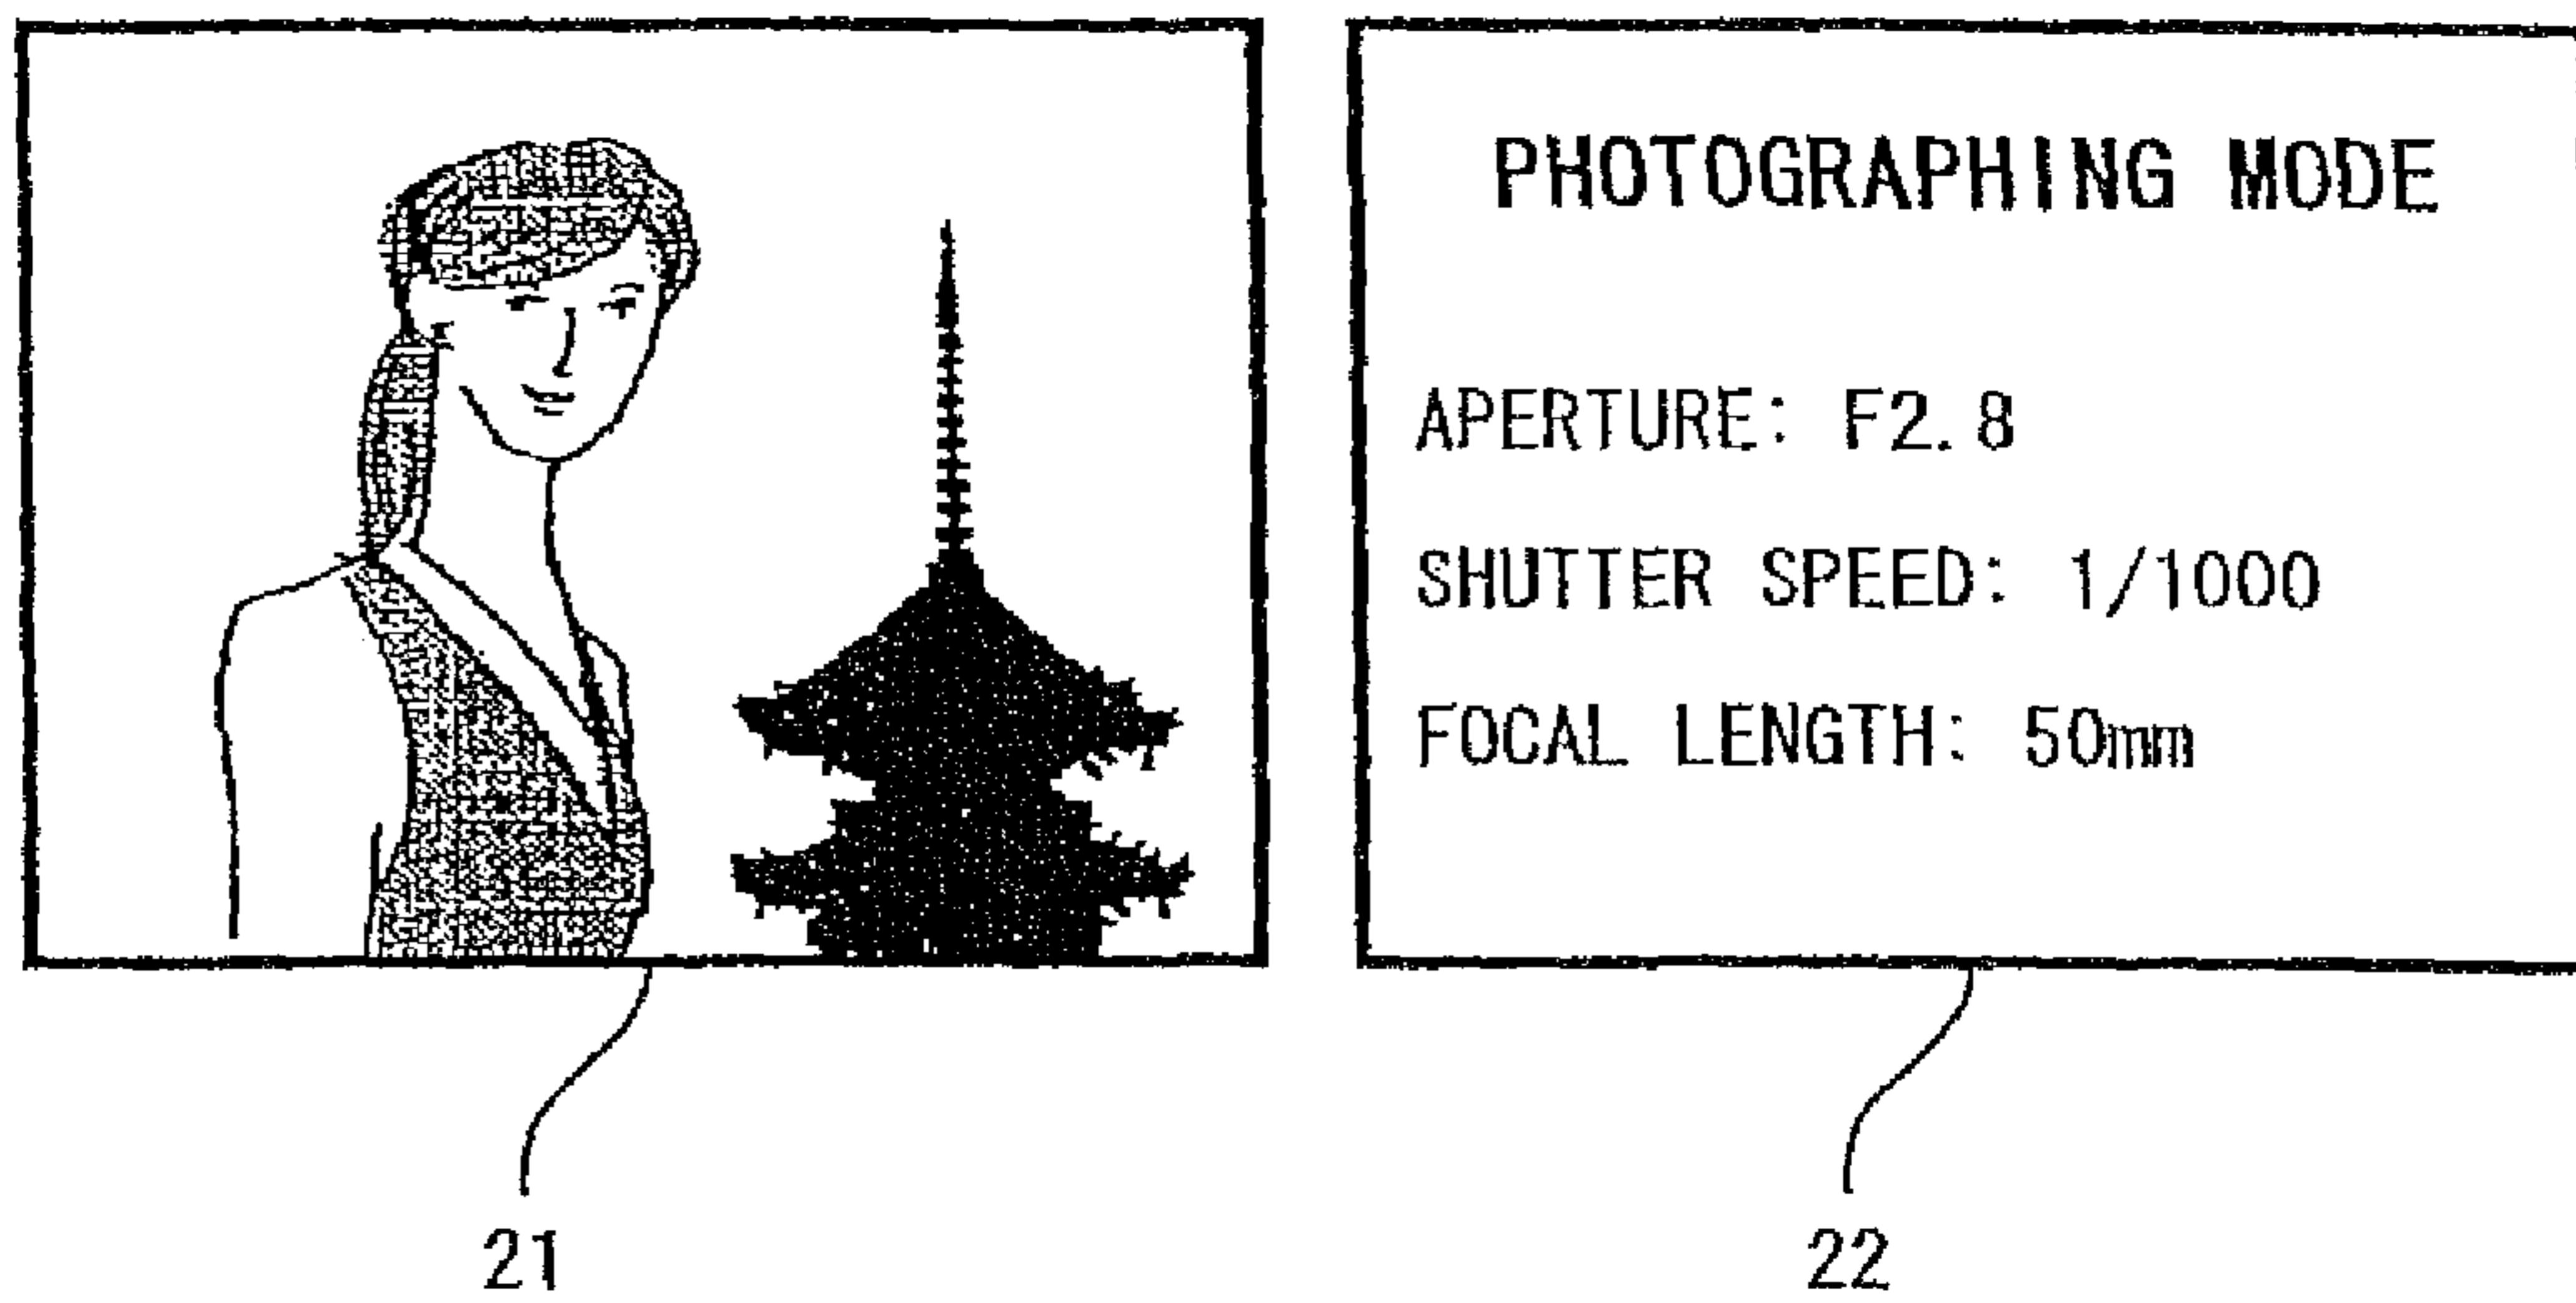 PHOTOGRAPHING MODE
APERTURE: F2.8
SHUTTER SPEED: 1/1000
FOCAL LENGTH: 50mm
21
22